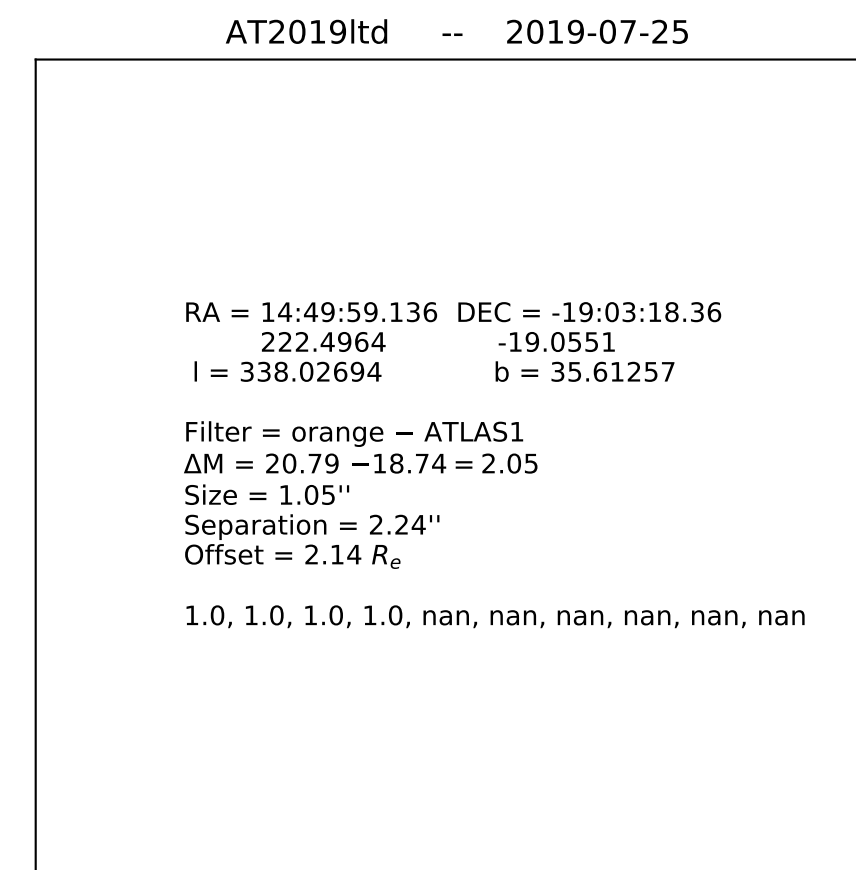 AT2019ltd -- 2019-07-25
RA = 14:49:59.136 DEC = -19:03:18.36
222.4964 -19.0551
l = 338.02694 b = 35.61257
Filter = orange − ATLAS1
ΔM = 20.79 −18.74 = 2.05
Size = 1.05''
Separation = 2.24''
Offset = 2.14 Rₑ
1.0, 1.0, 1.0, 1.0, nan, nan, nan, nan, nan, nan